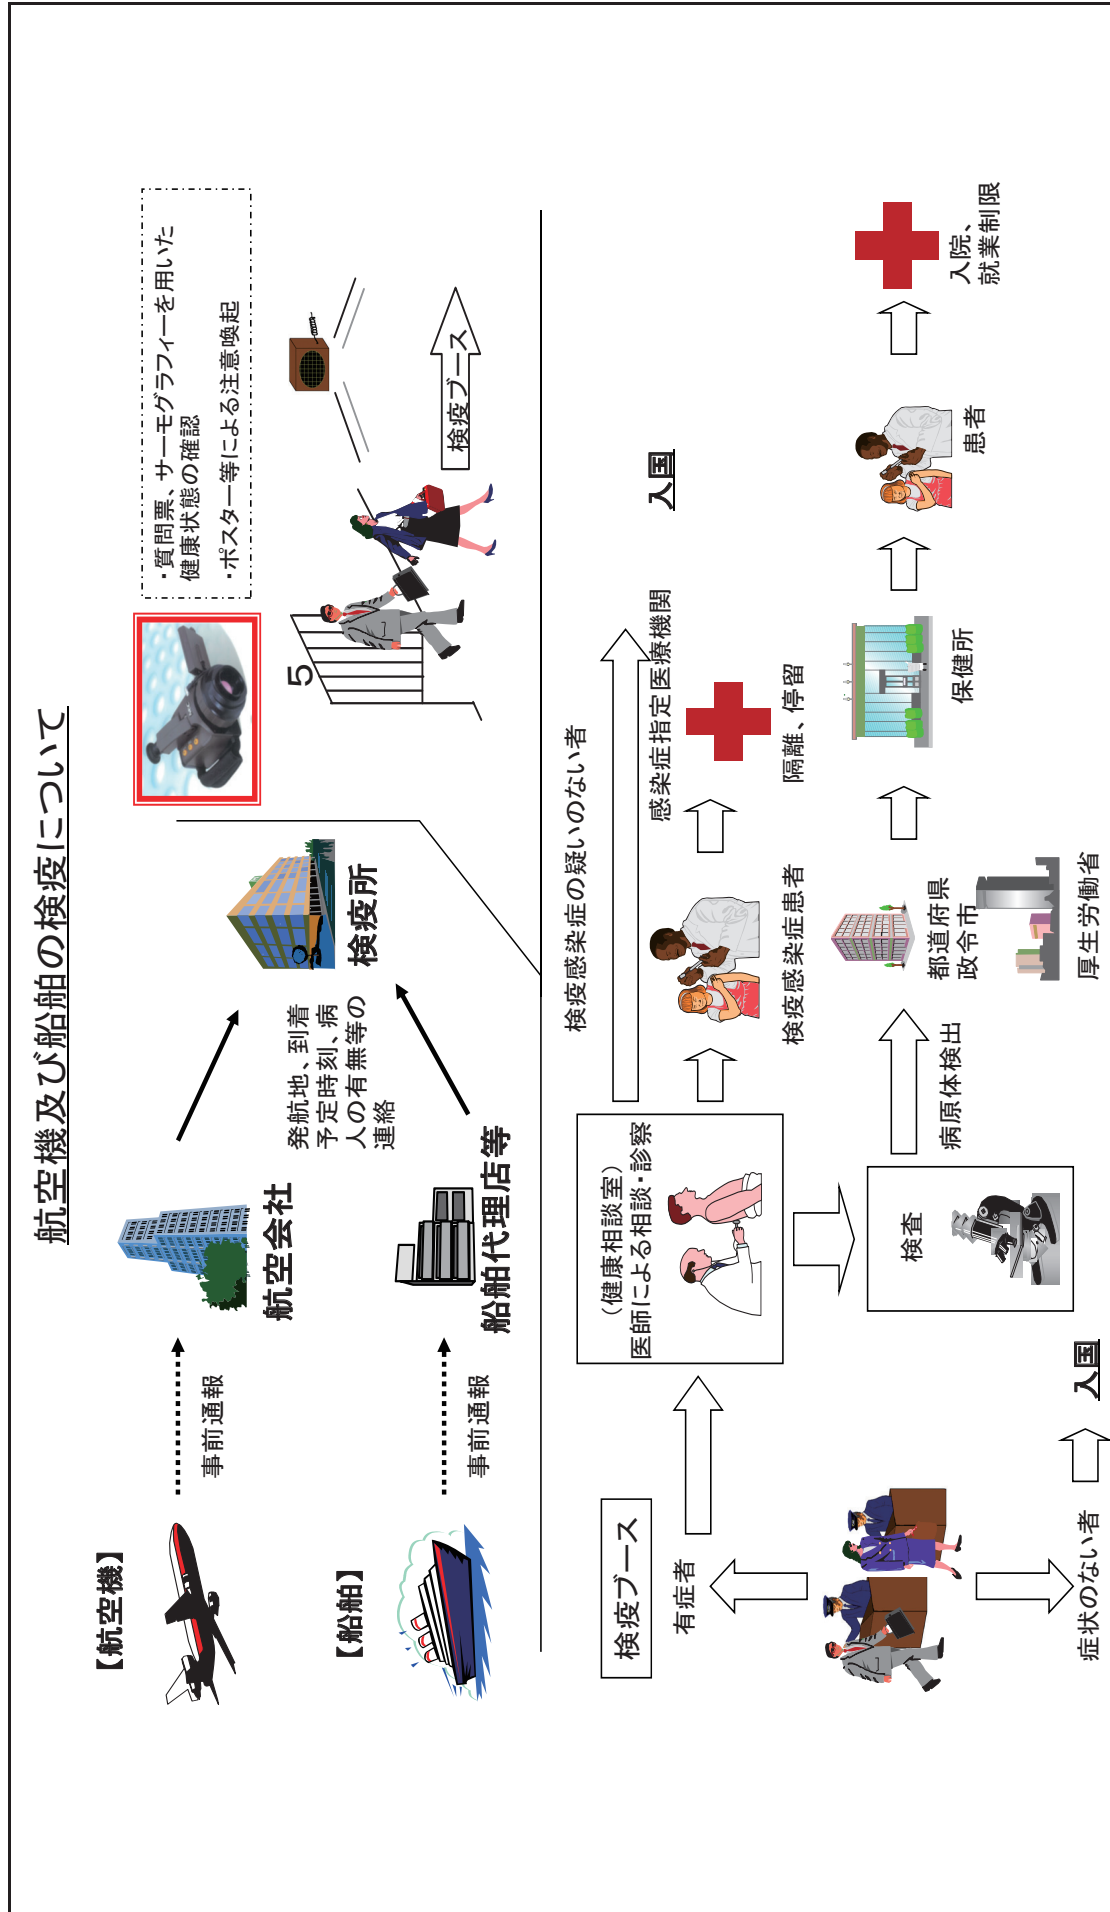 航空機及び船舶の検疫について
【航空機】
事前通報
航空会社
【船舶】
事前通報
船舶代理店等
発航地、到着
予定時刻、病
人の有無等の
連絡
検疫所
・質問票、サーモグラフィーを用いた
健康状態の確認
・ポスター等による注意喚起
5
検疫ブース
検疫ブース
有症者
症状のない者
入国
（健康相談室）
医師による相談・診察
検査
検疫感染症の疑いのない者
入国
検疫感染症患者
感染症指定医療機関
隔離、停留
病原体検出
都道府県
政令市
厚生労働省
保健所
患者
入院、
就業制限